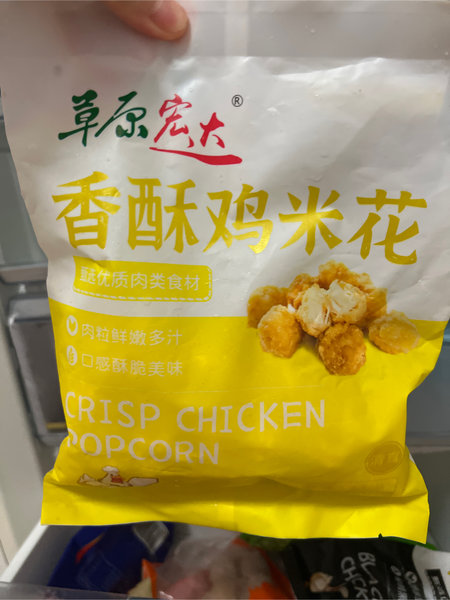 草原宏大®
香酥鸡米花
甄选优质肉类食材
肉粒鲜嫩多汁
口感酥脆美味
CRISP CHICKEN
POPCORN